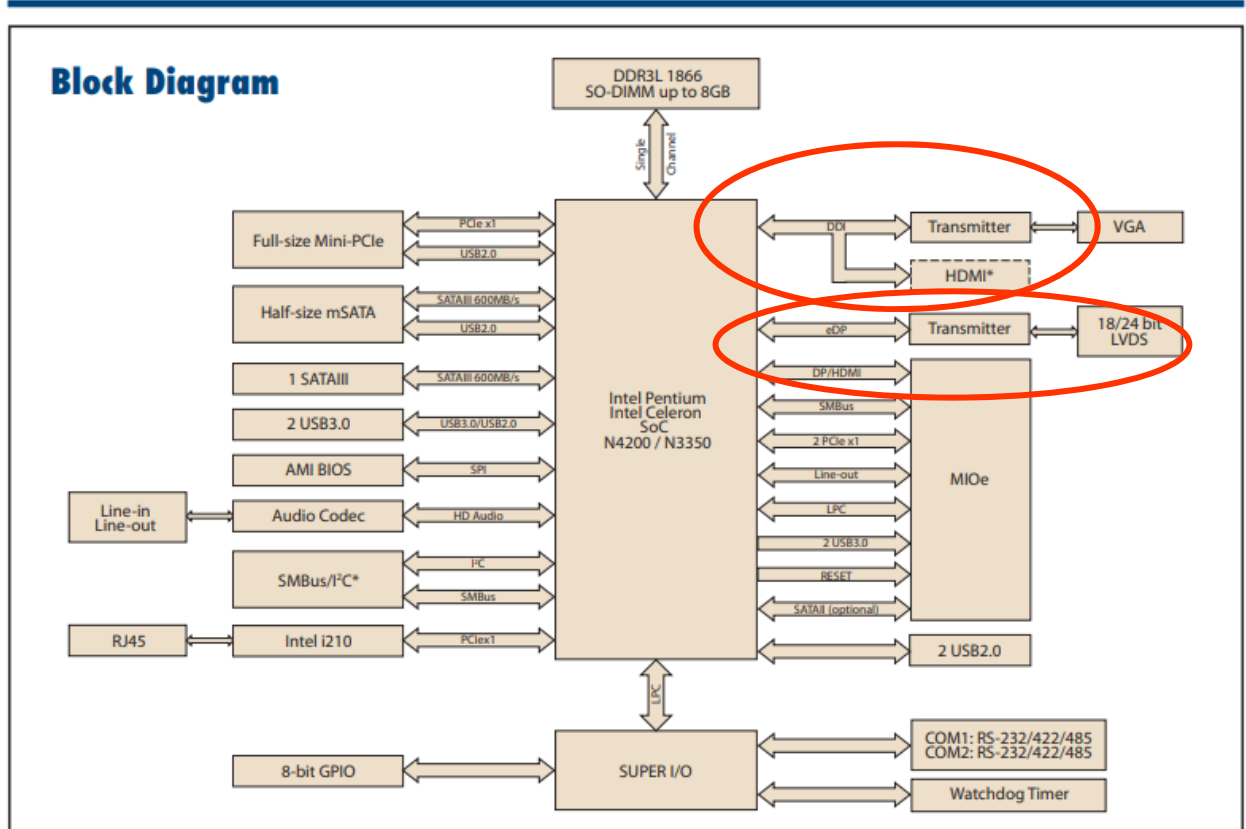 Block Diagram
DDR3L 1866
SO-DIMM up to 8GB
Single
Channel
Full-size Mini-PCIe
PCIe x1
USB2.0
Half-size mSATA
SATAIII 600MB/s
USB2.0
1 SATAIII
SATAIII 600MB/s
2 USB3.0
USB3.0/USB2.0
AMI BIOS
SPI
Line-in
Line-out
Audio Codec
HD Audio
SMBus/I²C*
I²C
SMBus
RJ45
Intel i210
PCIex1
Intel Pentium
Intel Celeron
SoC
N4200 / N3350
DDI
Transmitter
VGA
HDMI*
eDP
Transmitter
18/24 bit
LVDS
DP/HDMI
SMBus
2 PCIe x1
Line-out
LPC
2 USB3.0
RESET
SATAII (optional)
MIOe
2 USB2.0
LPC
8-bit GPIO
SUPER I/O
COM1: RS-232/422/485
COM2: RS-232/422/485
Watchdog Timer